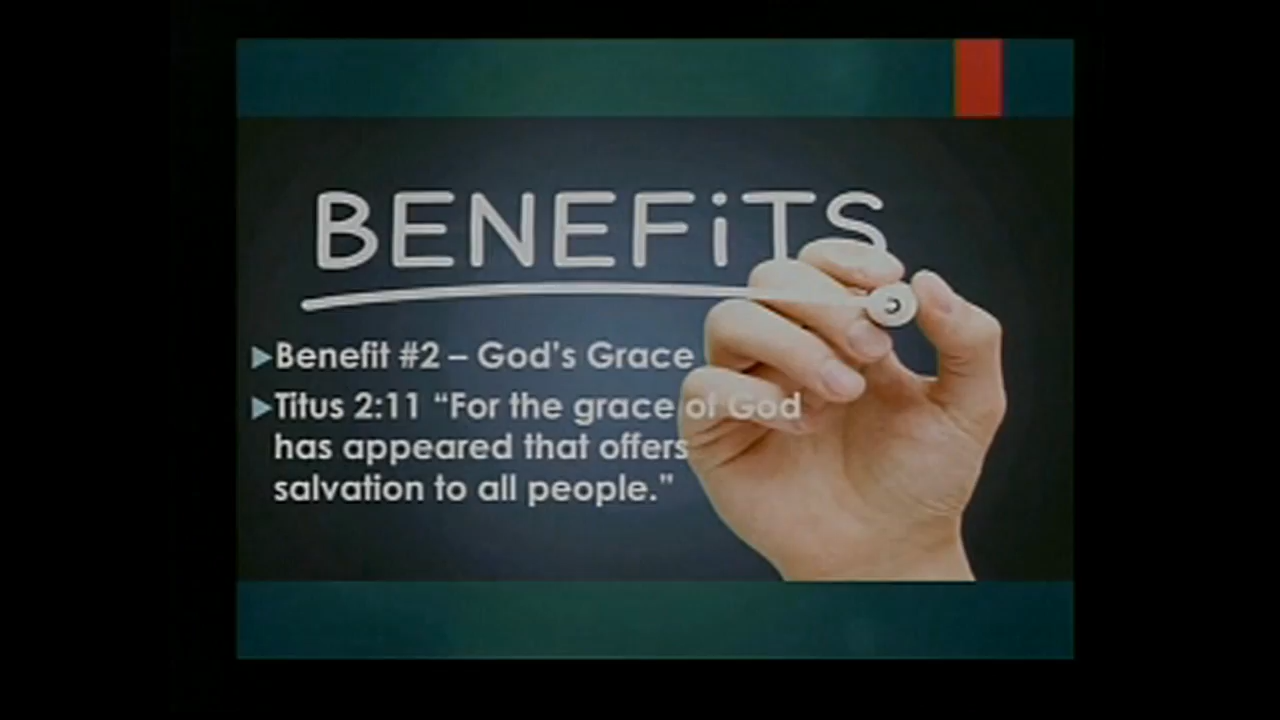 BENEFiTS
Benefit #2 – God's Grace
Titus 2:11 “For the grace of God
has appeared that offers
salvation to all people.”